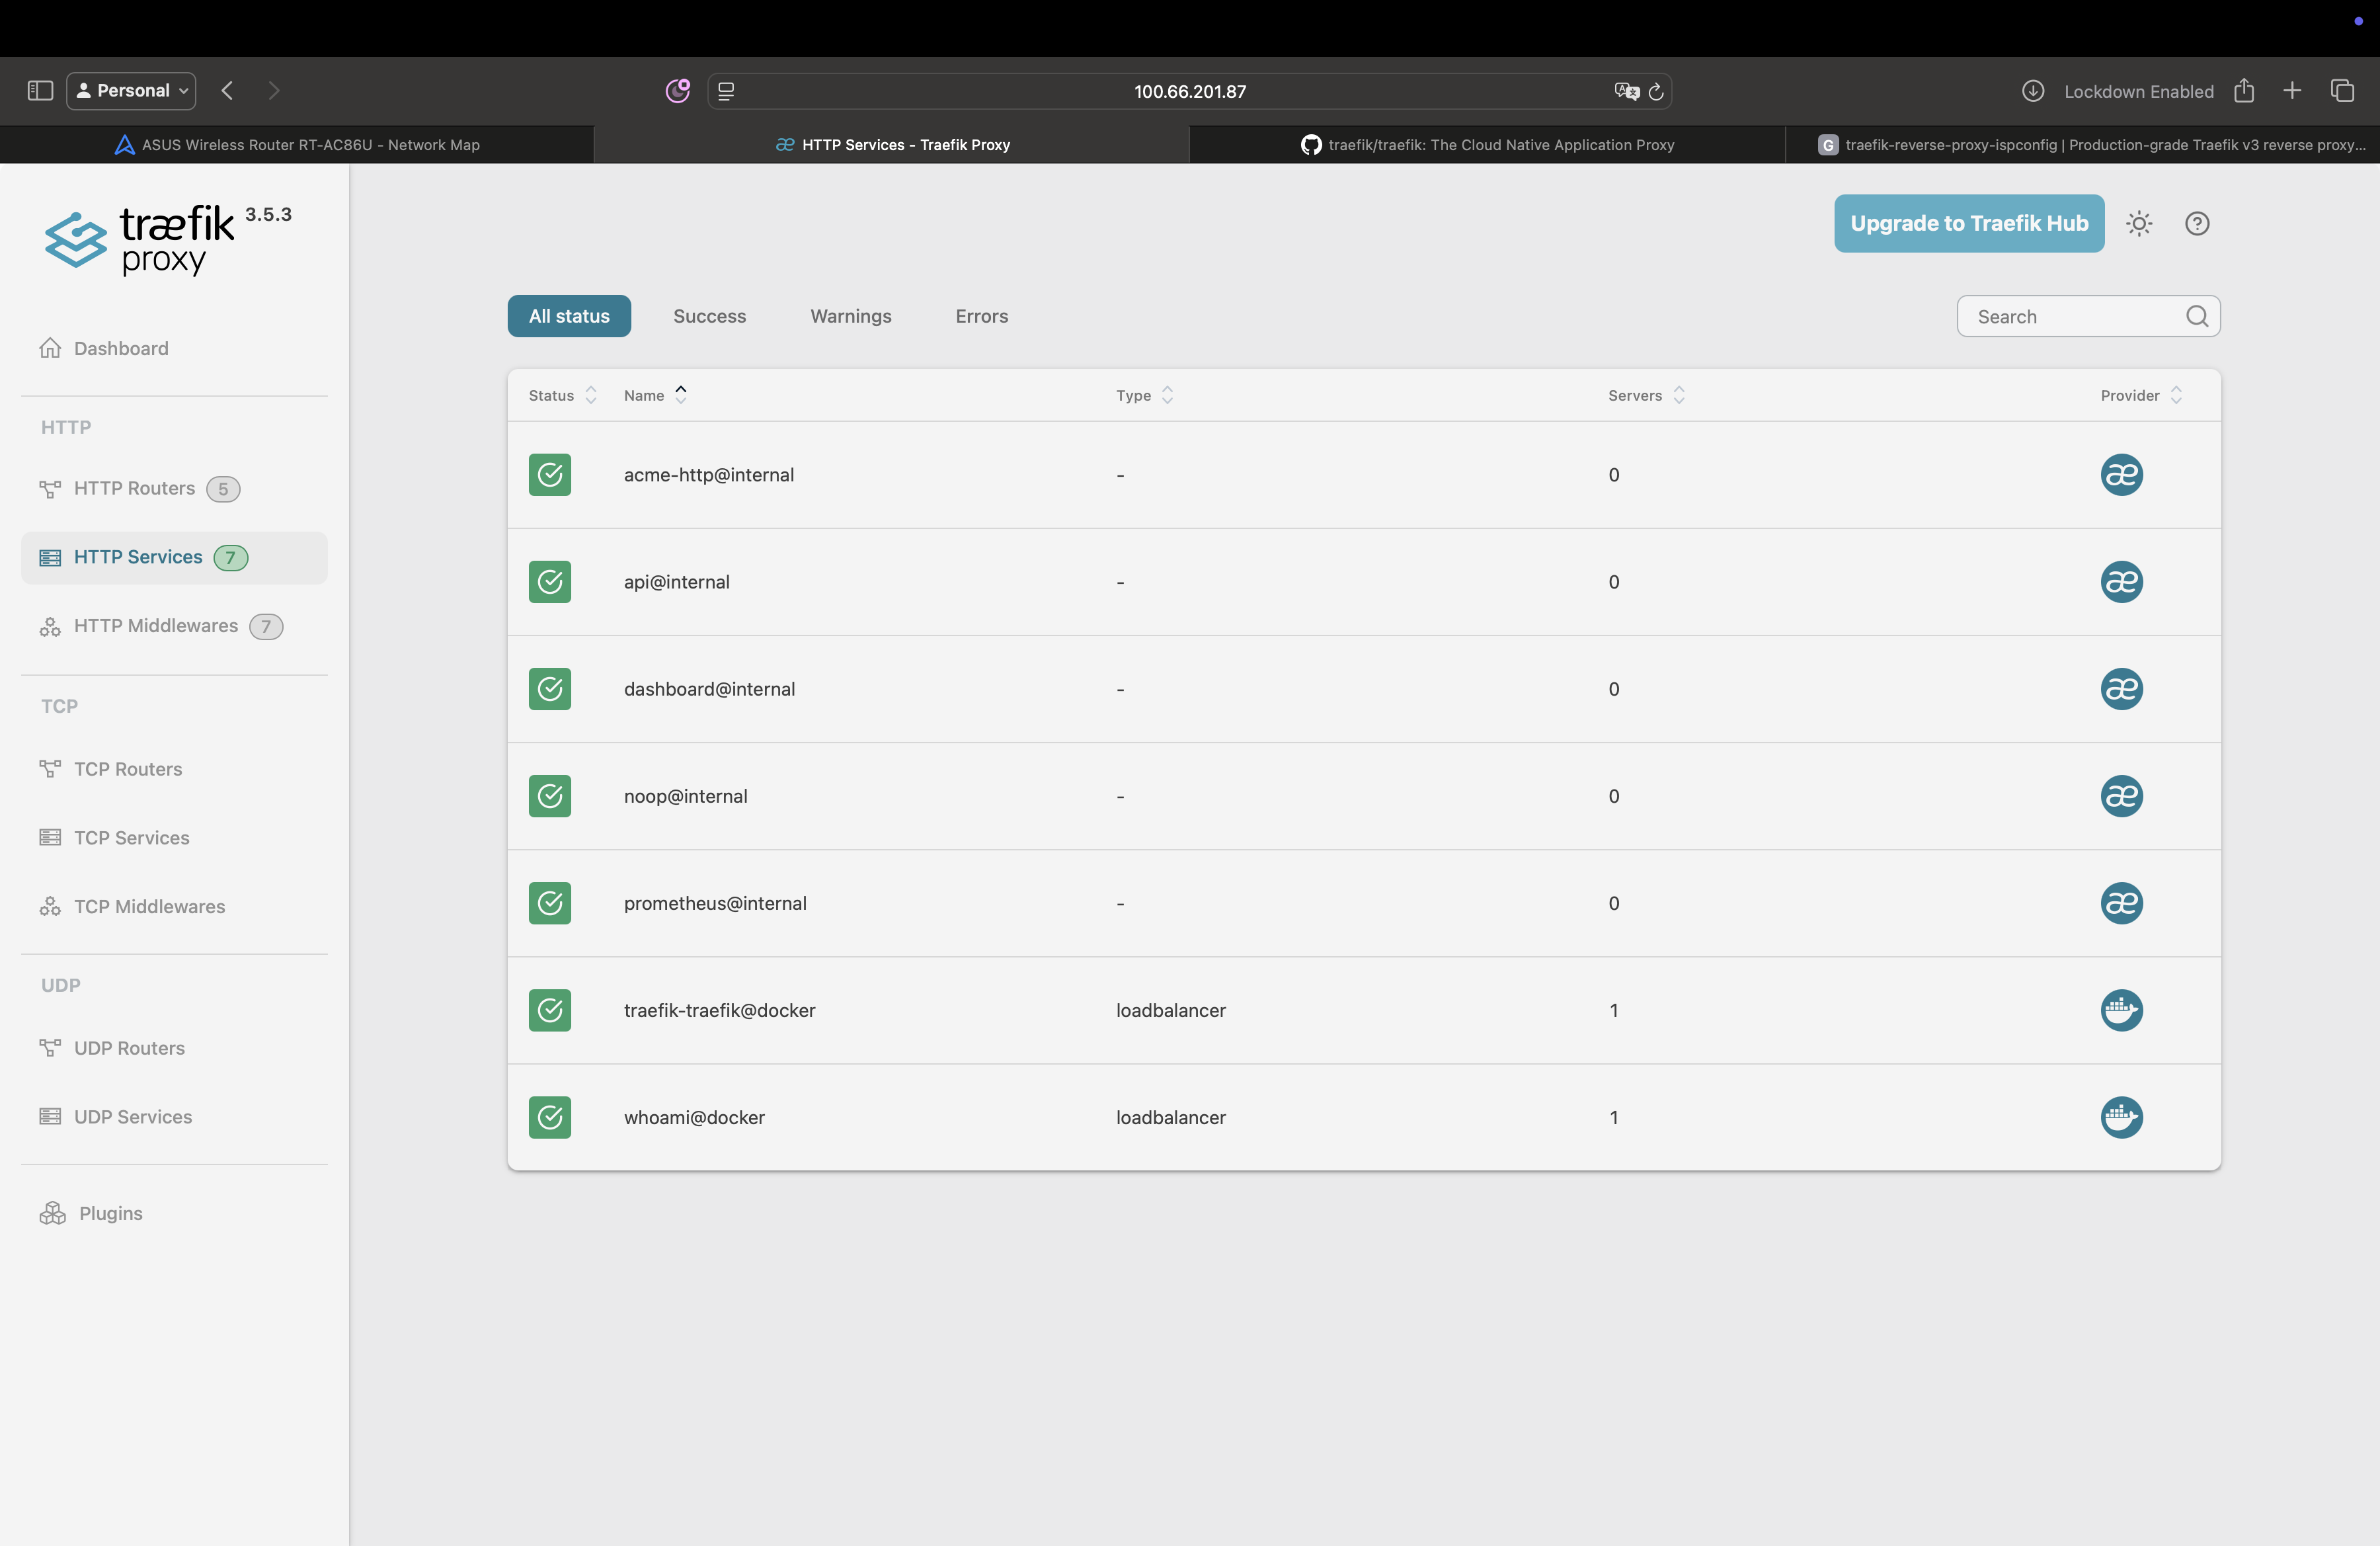 Personal
100.66.201.87
Lockdown Enabled
ASUS Wireless Router RT-AC86U - Network Map
HTTP Services - Traefik Proxy
traefik/traefik: The Cloud Native Application Proxy
G traefik-reverse-proxy-ispconfig | Production-grade Traefik v3 reverse proxy...
træfik 3.5.3
proxy
Upgrade to Traefik Hub
Dashboard
HTTP
HTTP Routers 5
HTTP Services 7
HTTP Middlewares 7
TCP
TCP Routers
TCP Services
TCP Middlewares
UDP
UDP Routers
UDP Services
Plugins
All status Success Warnings Errors
Search
Status Name Type Servers Provider
acme-http@internal - 0 æ
api@internal - 0 æ
dashboard@internal - 0 æ
noop@internal - 0 æ
prometheus@internal - 0 æ
traefik-traefik@docker loadbalancer 1
whoami@docker loadbalancer 1